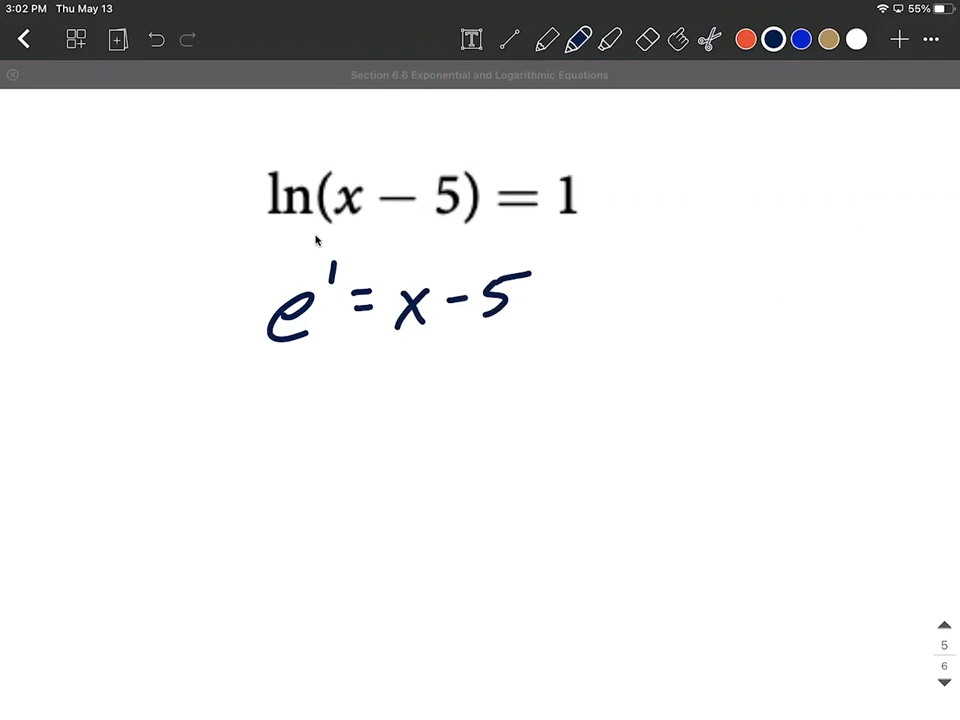 3:02 PM Thu May 13
55%
T
Section 6.6 Exponential and Logarithmic Equations
ln(x − 5) = 1
e¹ = x - 5
5
6